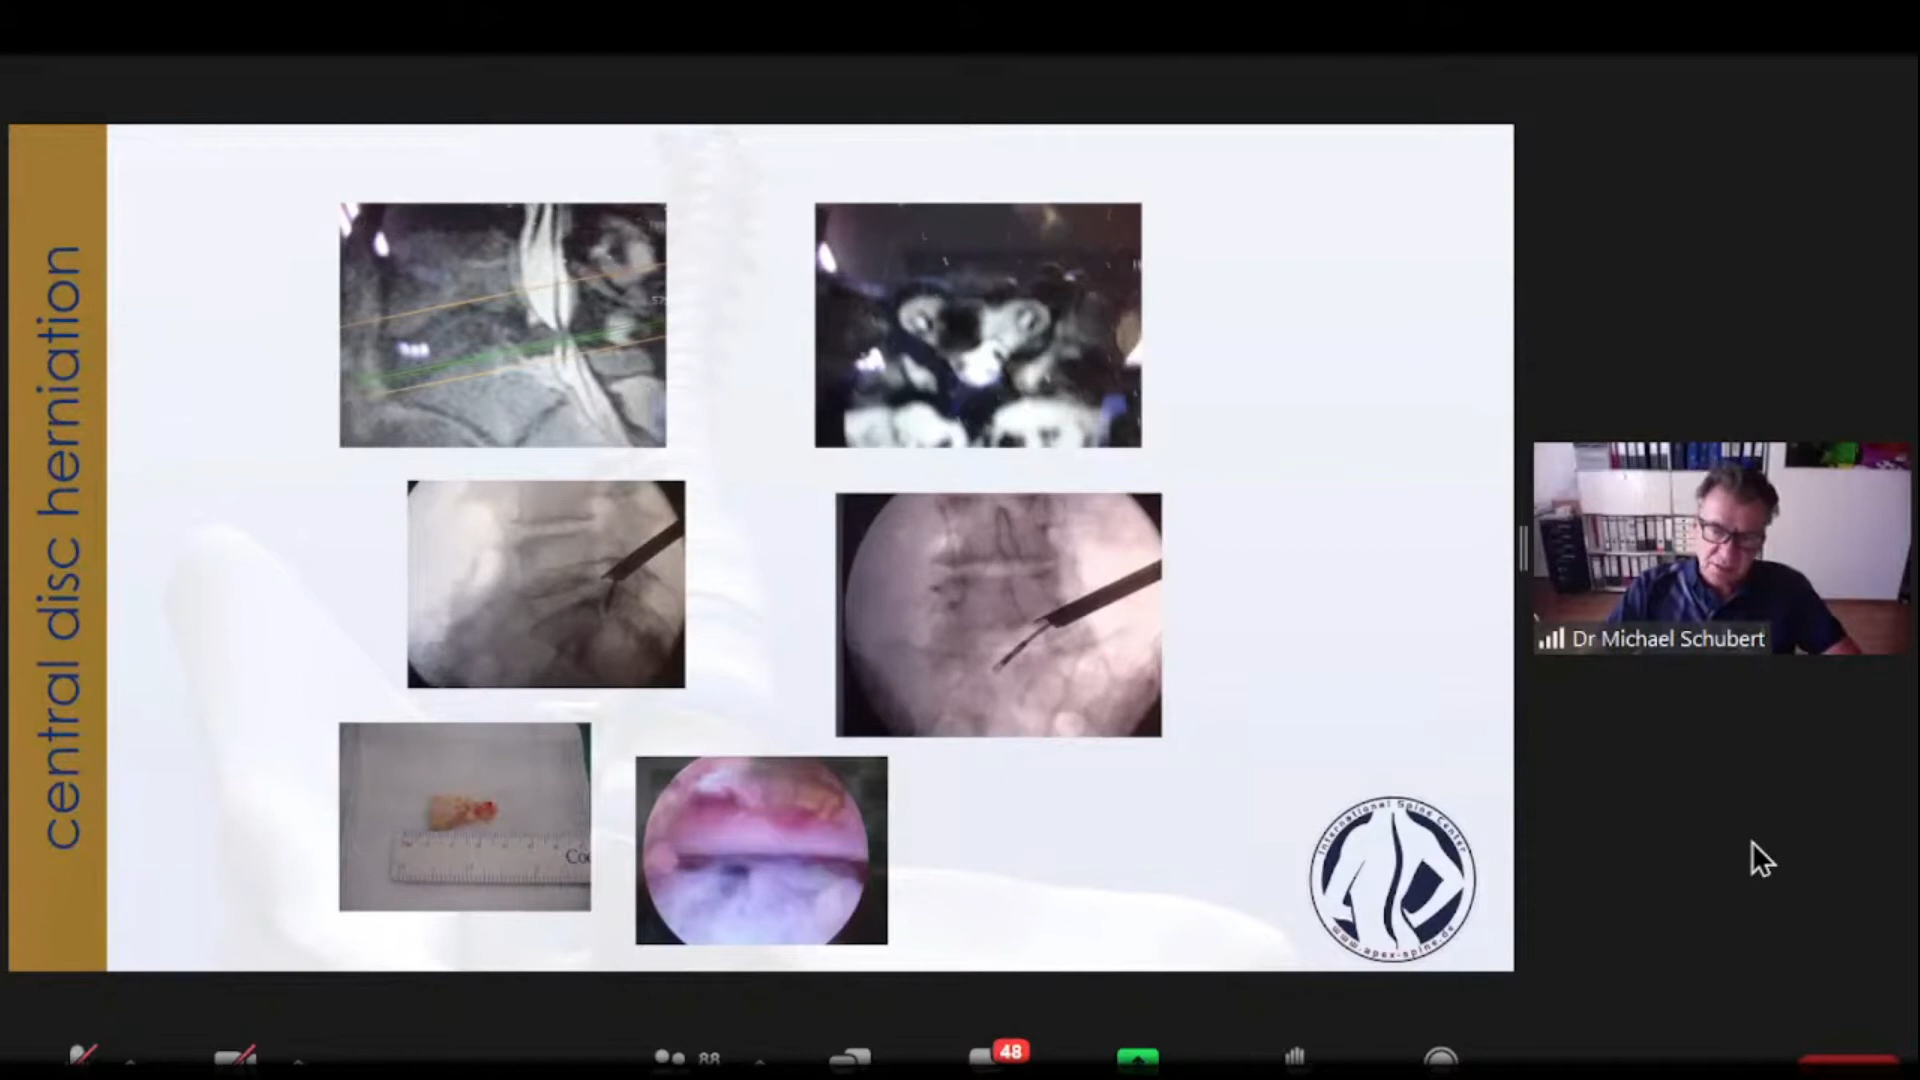 central disc herniation
International Spine Center
www.apex-spine.de
Dr Michael Schubert
88
48